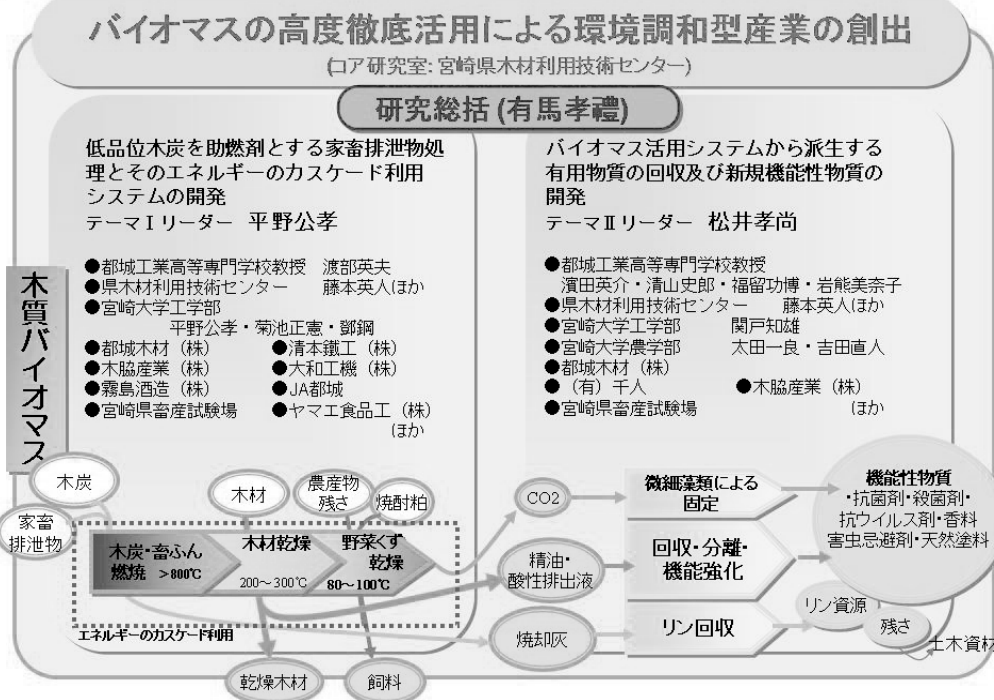 バイオマスの高度徹底活用による環境調和型産業の創出
(コア研究室: 宮崎県木材利用技術センター)
研究総括 (有馬孝禮)
木質バイオマス
低品位木炭を助燃剤とする家畜排泄物処
理とそのエネルギーのカスケード利用
システムの開発
テーマⅠリーダー 平野公孝
●都城工業高等専門学校教授 渡部英夫
●県木材利用技術センター 藤本英人ほか
●宮崎大学工学部
平野公孝・菊池正憲・鄧鋼
●都城木材（株） ●清本鐵工（株）
●木脇産業（株） ●大和工機（株）
●霧島酒造（株） ●JA都城
●宮崎県畜産試験場 ●ヤマエ食品工（株）
ほか
バイオマス活用システムから派生する
有用物質の回収及び新規機能性物質の
開発
テーマⅡリーダー 松井孝尚
●都城工業高等専門学校教授
濱田英介・清山史郎・福留功博・岩熊美奈子
●県木材利用技術センター 藤本英人ほか
●宮崎大学工学部 関戸知雄
●宮崎大学農学部 太田一良・吉田直人
●都城木材（株）
●（有）千人 ●木脇産業（株）
●宮崎県畜産試験場 ほか
木炭
家畜
排泄物
木材
農産物
残さ
焼酎粕
木炭・畜ふん
燃焼 >800℃
木材乾燥
200～300℃
野菜くず
乾燥
80～100℃
エネルギーのカスケード利用
乾燥木材
飼料
CO2
精油・
酸性排出液
焼却灰
微細藻類による
固定
回収・分離・
機能強化
リン回収
機能性物質
・抗菌剤・殺菌剤・
抗ウイルス剤・香料
害虫忌避剤・天然塗料
リン資源
残さ
土木資材